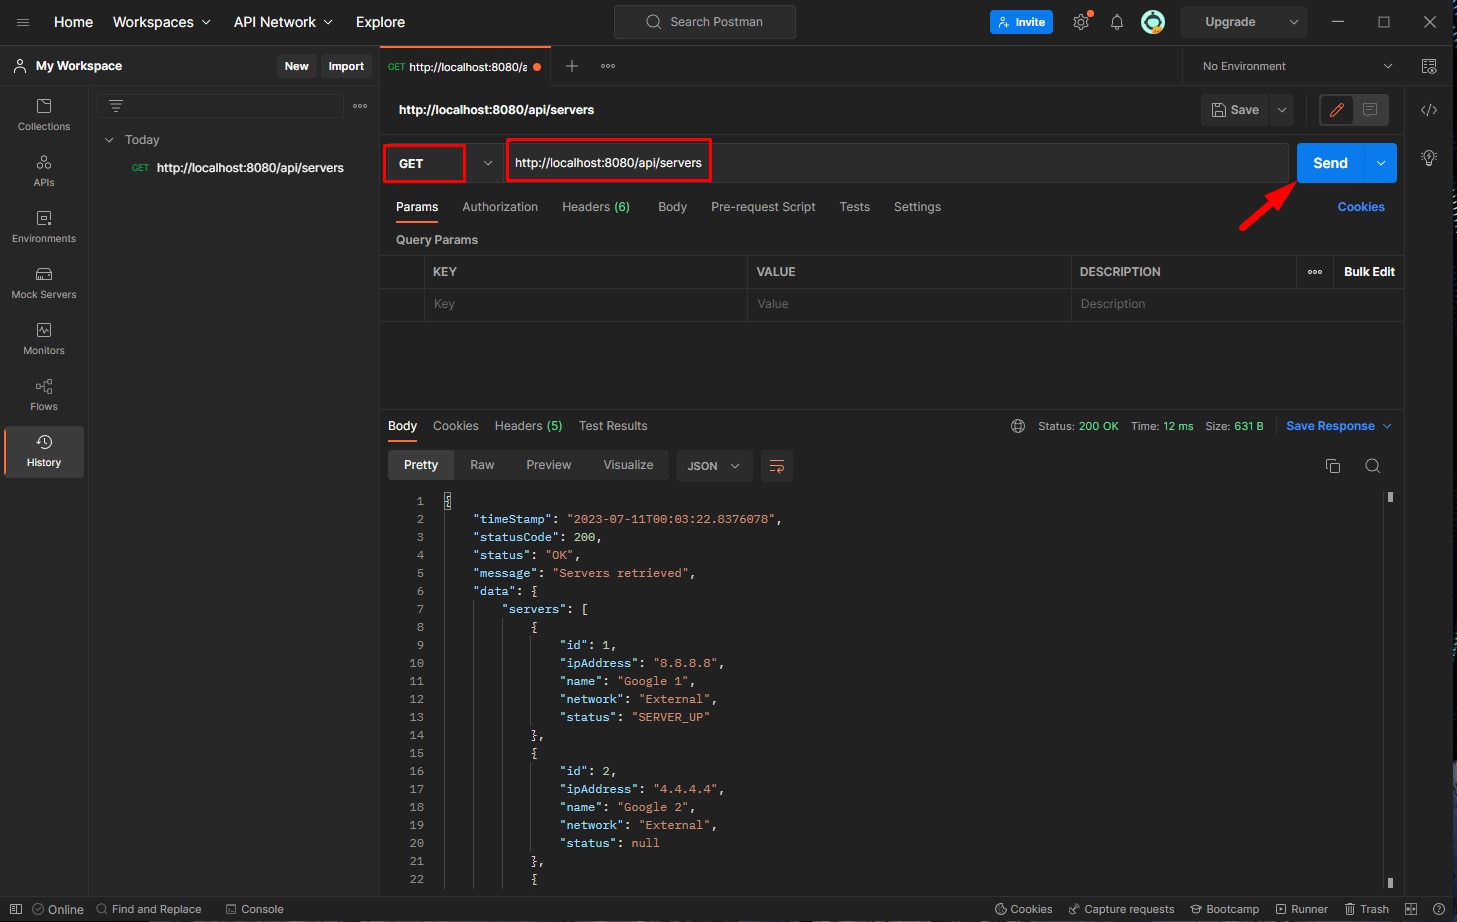 Home Workspaces API Network Explore Search Postman Invite Upgrade
My Workspace New Import GET http://localhost:8080/a No Environment
http://localhost:8080/api/servers Save
Collections
Today
GET http://localhost:8080/api/servers
GET http://localhost:8080/api/servers Send
APIs
Params Authorization Headers (6) Body Pre-request Script Tests Settings Cookies
Environments
Query Params
KEY VALUE DESCRIPTION Bulk Edit
Mock Servers
Key Value Description
Monitors
Flows
Body Cookies Headers (5) Test Results Status: 200 OK Time: 12 ms Size: 631 B Save Response
History
Pretty Raw Preview Visualize JSON
1 {
2 "timeStamp": "2023-07-11T00:03:22.8376078",
3 "statusCode": 200,
4 "status": "OK",
5 "message": "Servers retrieved",
6 "data": {
7 "servers": [
8 {
9 "id": 1,
10 "ipAddress": "8.8.8.8",
11 "name": "Google 1",
12 "network": "External",
13 "status": "SERVER_UP"
14 },
15 {
16 "id": 2,
17 "ipAddress": "4.4.4.4",
18 "name": "Google 2",
19 "network": "External",
20 "status": null
21 },
22 {
Online Find and Replace Console Cookies Capture requests Bootcamp Runner Trash